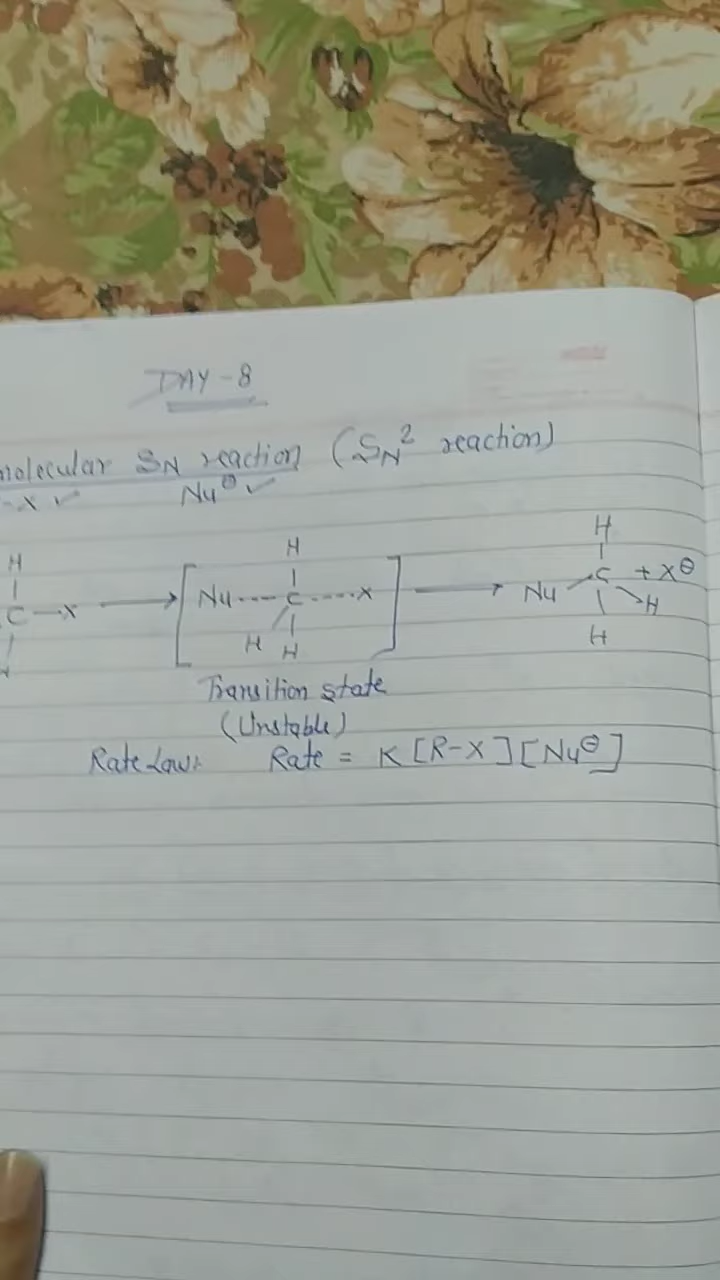 DAY - 8
molecular SN reaction (SN² reaction)
-X ✓ Nu⊖ ✓
H H H
C—X → [Nu----C----X] → Nu—C + X⊖
H H H H
Transition state
(Unstable)
Rate Law: Rate = K [R-X] [Nu⊖]